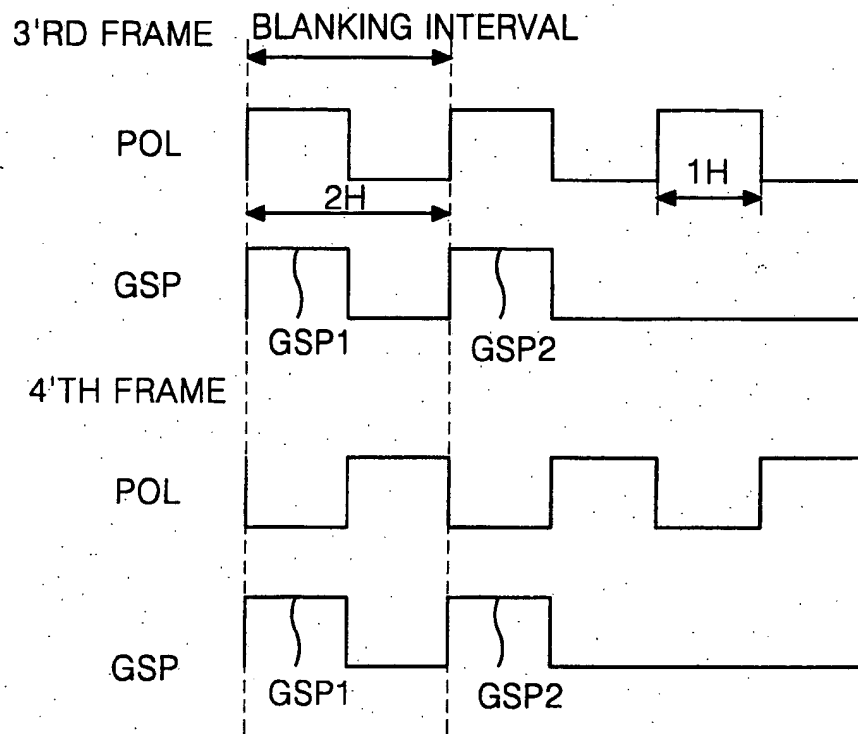 3'RD FRAME BLANKING INTERVAL
POL
1H
2H
GSP
GSP1 GSP2
4'TH FRAME
POL
GSP
GSP1 GSP2